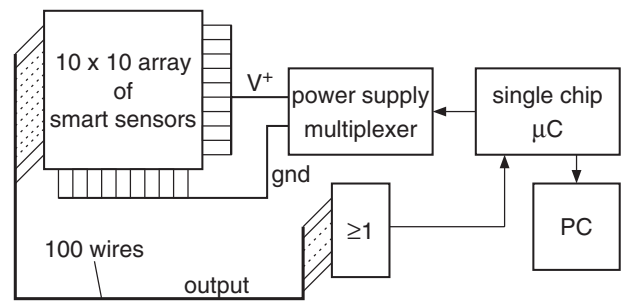 10 x 10 array
of
smart sensors
V+
power supply
multiplexer
single chip
μC
gnd
≥1
PC
100 wires
output